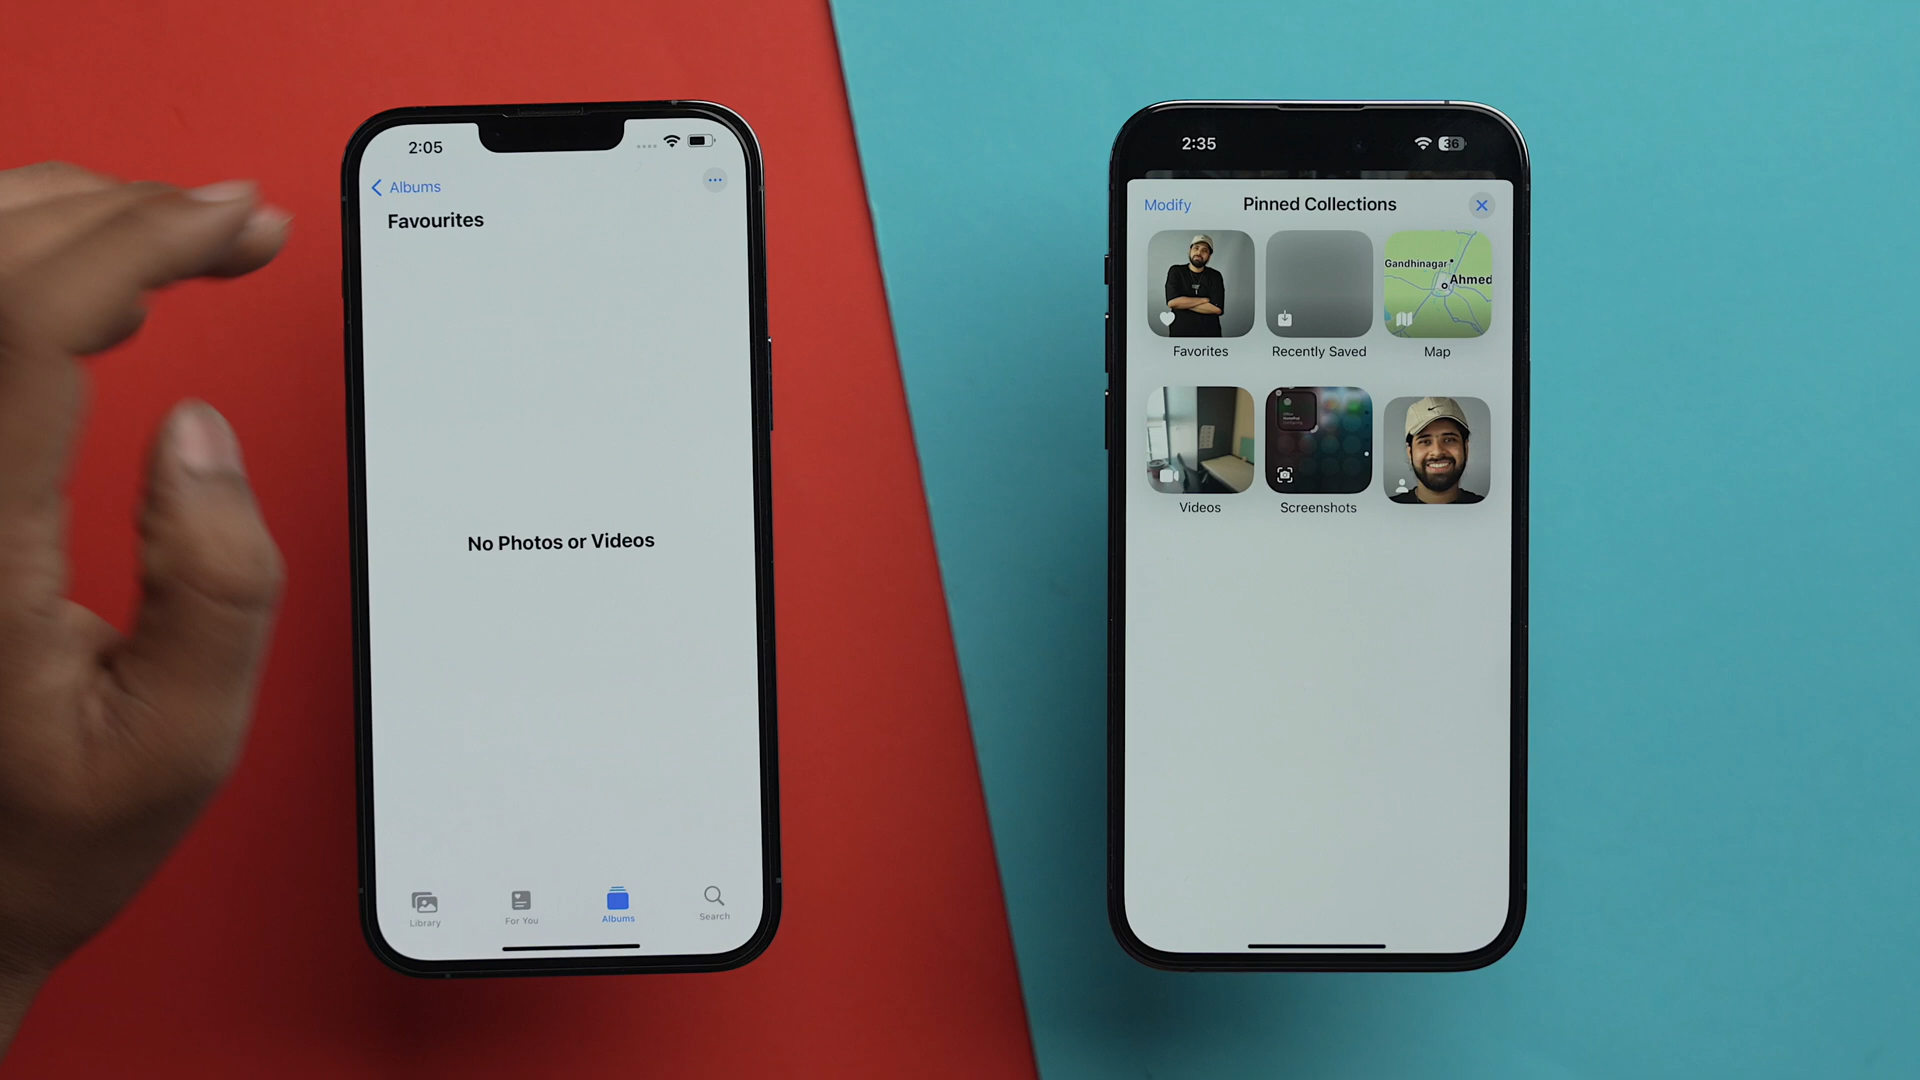 2:05
Albums
Favourites
No Photos or Videos
Library
For You
Albums
Search
2:35
36
Modify
Pinned Collections
Gandhinagar
Ahmed
Favorites
Recently Saved
Map
Videos
Screenshots